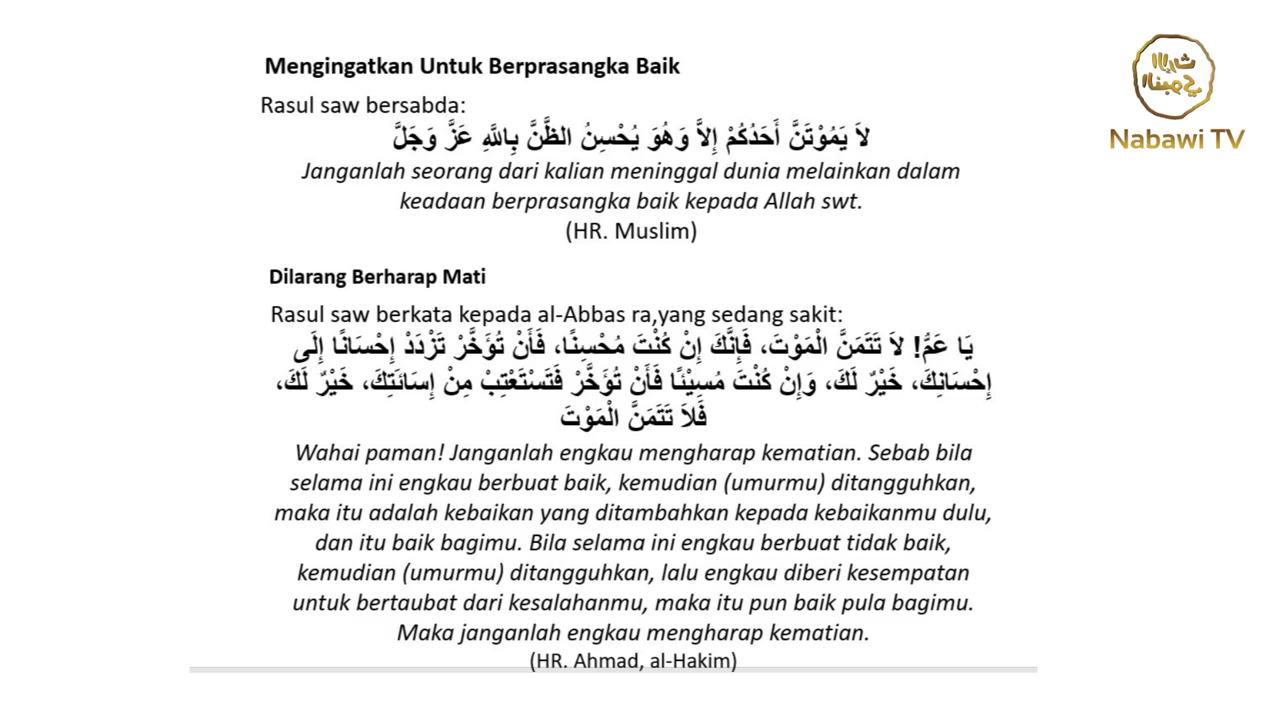 Mengingatkan Untuk Berprasangka Baik
Rasul saw bersabda:
لاَ يَمُوْتَنَّ أَحَدُكُمْ إِلاَّ وَهُوَ يُحْسِنُ الظَّنَّ بِاللَّهِ عَزَّ وَجَلَّ
Janganlah seorang dari kalian meninggal dunia melainkan dalam
keadaan berprasangka baik kepada Allah swt.
(HR. Muslim)
Dilarang Berharap Mati
Rasul saw berkata kepada al-Abbas ra,yang sedang sakit:
يَا عَمُّ! لاَ تَتَمَنَّ الْمَوْتَ، فَإِنَّكَ إِنْ كُنْتَ مُحْسِنًا، فَأَنْ تُؤَخَّرْ تَزْدَدْ إِحْسَانًا إِلَى
إِحْسَانِكَ، خَيْرٌ لَكَ، وَإِنْ كُنْتَ مُسِيْئًا فَأَنْ تُؤَخَّرْ فَتَسْتَعْتِبْ مِنْ إِسَائَتِكَ، خَيْرٌ لَكَ،
فَلاَ تَتَمَنَّ الْمَوْتَ
Wahai paman! Janganlah engkau mengharap kematian. Sebab bila
selama ini engkau berbuat baik, kemudian (umurmu) ditangguhkan,
maka itu adalah kebaikan yang ditambahkan kepada kebaikanmu dulu,
dan itu baik bagimu. Bila selama ini engkau berbuat tidak baik,
kemudian (umurmu) ditangguhkan, lalu engkau diberi kesempatan
untuk bertaubat dari kesalahanmu, maka itu pun baik pula bagimu.
Maka janganlah engkau mengharap kematian.
(HR. Ahmad, al-Hakim)
Nabawi TV